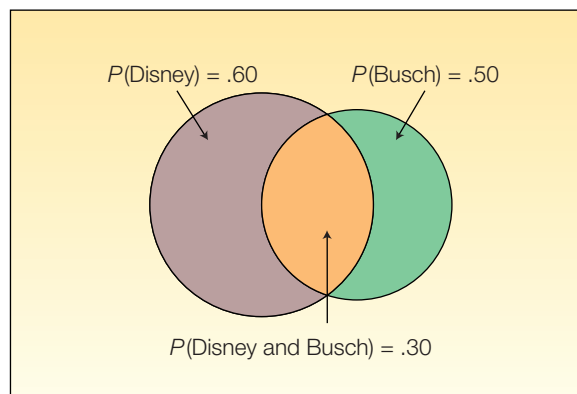 P(Disney) = .60
P(Busch) = .50
P(Disney and Busch) = .30